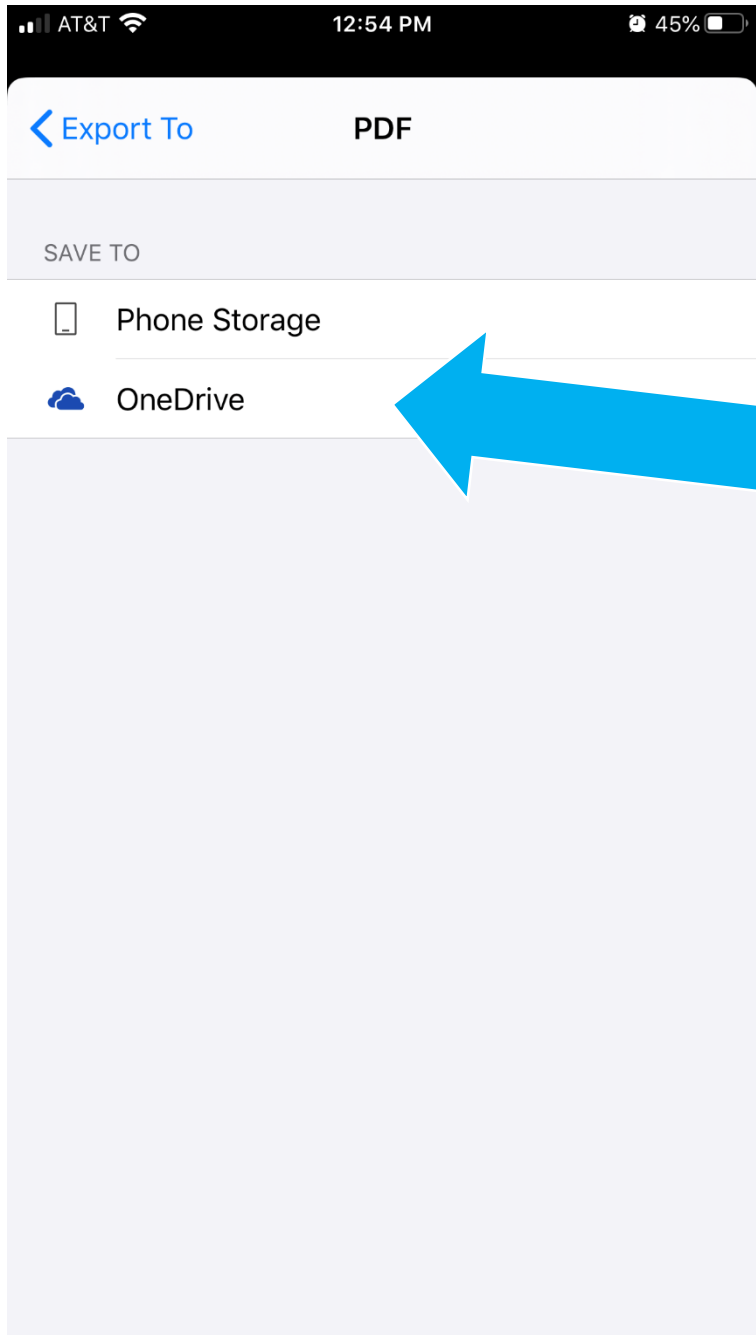 AT&T 12:54 PM 45%
Export To PDF
SAVE TO
Phone Storage
OneDrive